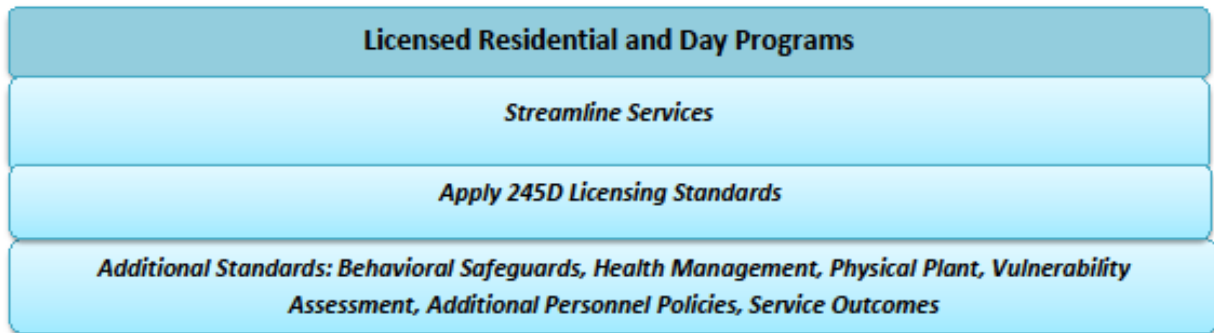 Licensed Residential and Day Programs
Streamline Services
Apply 245D Licensing Standards
Additional Standards: Behavioral Safeguards, Health Management, Physical Plant, Vulnerability
Assessment, Additional Personnel Policies, Service Outcomes